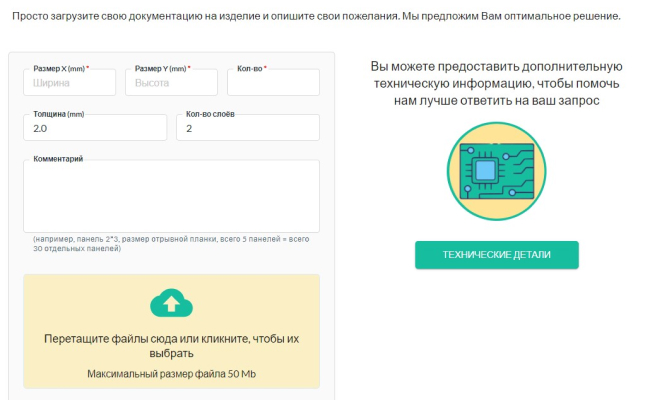 Просто загрузите свою документацию на изделие и опишите свои пожелания. Мы предложим Вам оптимальное решение.
Размер X (mm) * Размер Y (mm) * Кол-во *
Ширина Высота
Толщина (mm) Кол-во слоёв
2.0 2
Комментарий
(например, панель 2*3, размер отрывной планки, всего 5 панелей = всего
30 отдельных панелей)
Перетащите файлы сюда или кликните, чтобы их
выбрать
Максимальный размер файла 50 Mb
Вы можете предоставить дополнительную
техническую информацию, чтобы помочь
нам лучше ответить на ваш запрос
ТЕХНИЧЕСКИЕ ДЕТАЛИ